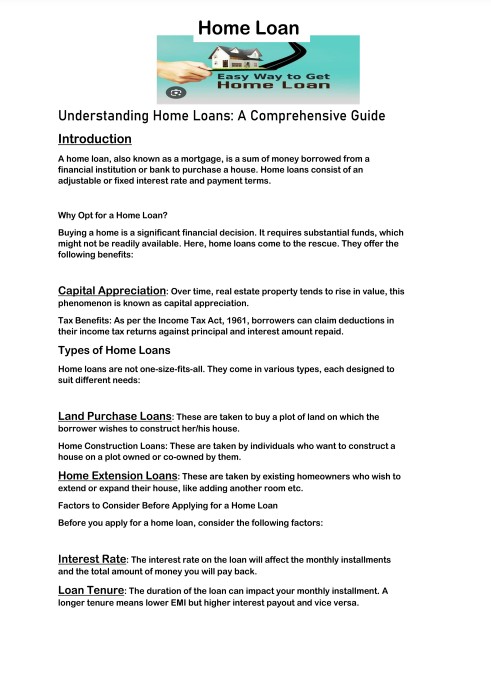 Home Loan
Easy Way to Get
Home Loan
Understanding Home Loans: A Comprehensive Guide
Introduction
A home loan, also known as a mortgage, is a sum of money borrowed from a
financial institution or bank to purchase a house. Home loans consist of an
adjustable or fixed interest rate and payment terms.
Why Opt for a Home Loan?
Buying a home is a significant financial decision. It requires substantial funds, which
might not be readily available. Here, home loans come to the rescue. They offer the
following benefits:
Capital Appreciation: Over time, real estate property tends to rise in value, this
phenomenon is known as capital appreciation.
Tax Benefits: As per the Income Tax Act, 1961, borrowers can claim deductions in
their income tax returns against principal and interest amount repaid.
Types of Home Loans
Home loans are not one-size-fits-all. They come in various types, each designed to
suit different needs:
Land Purchase Loans: These are taken to buy a plot of land on which the
borrower wishes to construct her/his house.
Home Construction Loans: These are taken by individuals who want to construct a
house on a plot owned or co-owned by them.
Home Extension Loans: These are taken by existing homeowners who wish to
extend or expand their house, like adding another room etc.
Factors to Consider Before Applying for a Home Loan
Before you apply for a home loan, consider the following factors:
Interest Rate: The interest rate on the loan will affect the monthly installments
and the total amount of money you will pay back.
Loan Tenure: The duration of the loan can impact your monthly installment. A
longer tenure means lower EMI but higher interest payout and vice versa.